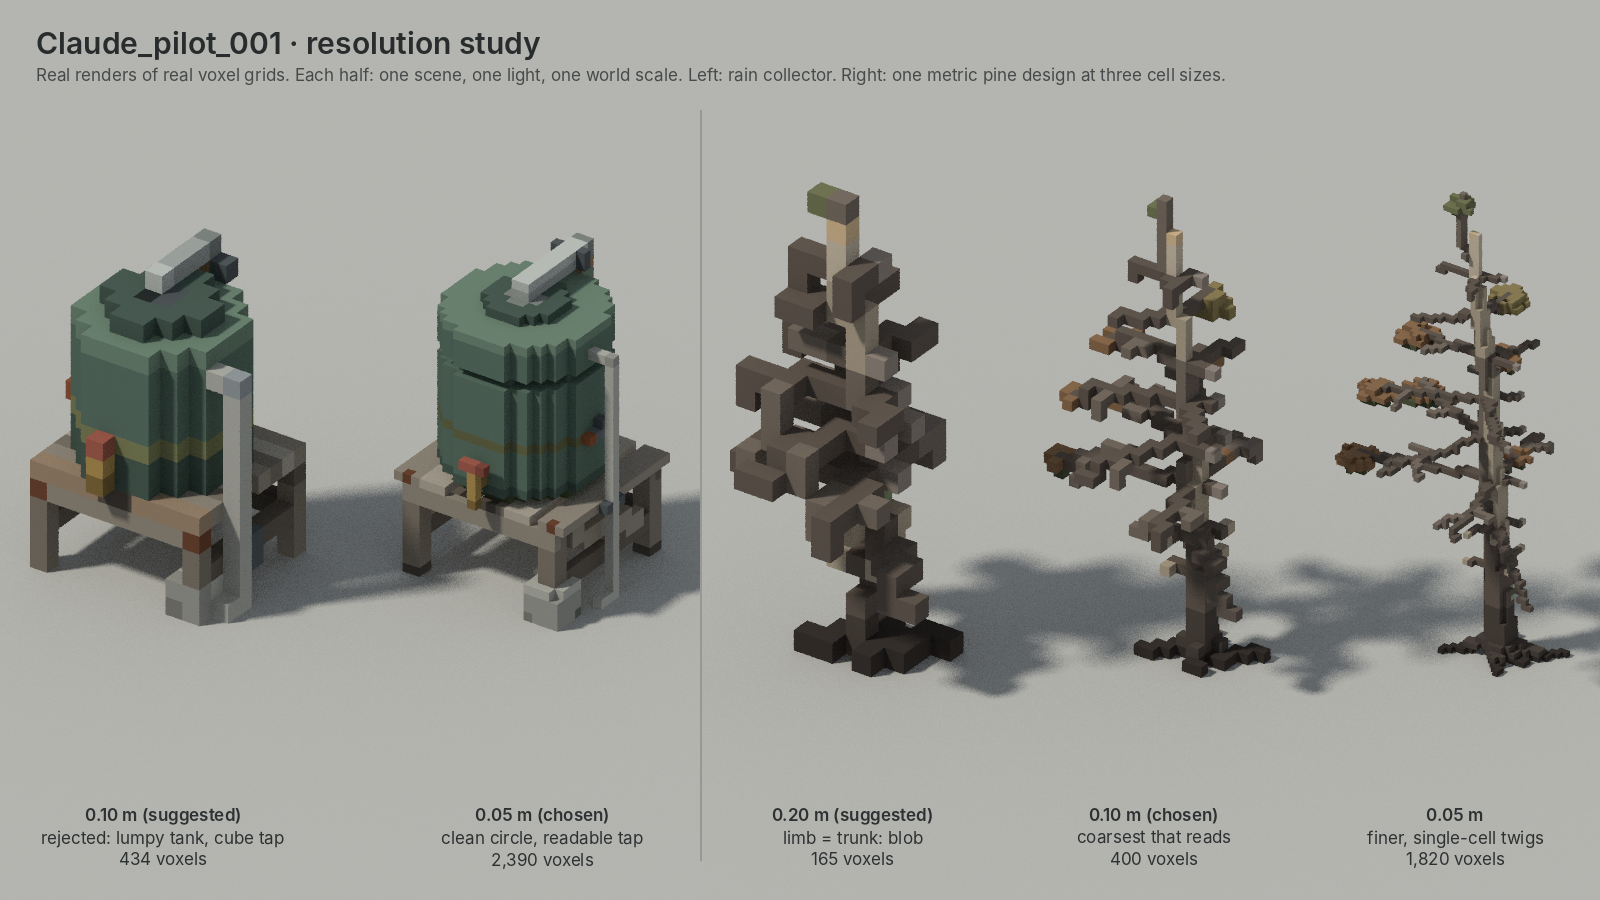 Claude_pilot_001 · resolution study
Real renders of real voxel grids. Each half: one scene, one light, one world scale. Left: rain collector. Right: one metric pine design at three cell sizes.
0.10 m (suggested)
rejected: lumpy tank, cube tap
434 voxels
0.05 m (chosen)
clean circle, readable tap
2,390 voxels
0.20 m (suggested)
limb = trunk: blob
165 voxels
0.10 m (chosen)
coarsest that reads
400 voxels
0.05 m
finer, single-cell twigs
1,820 voxels